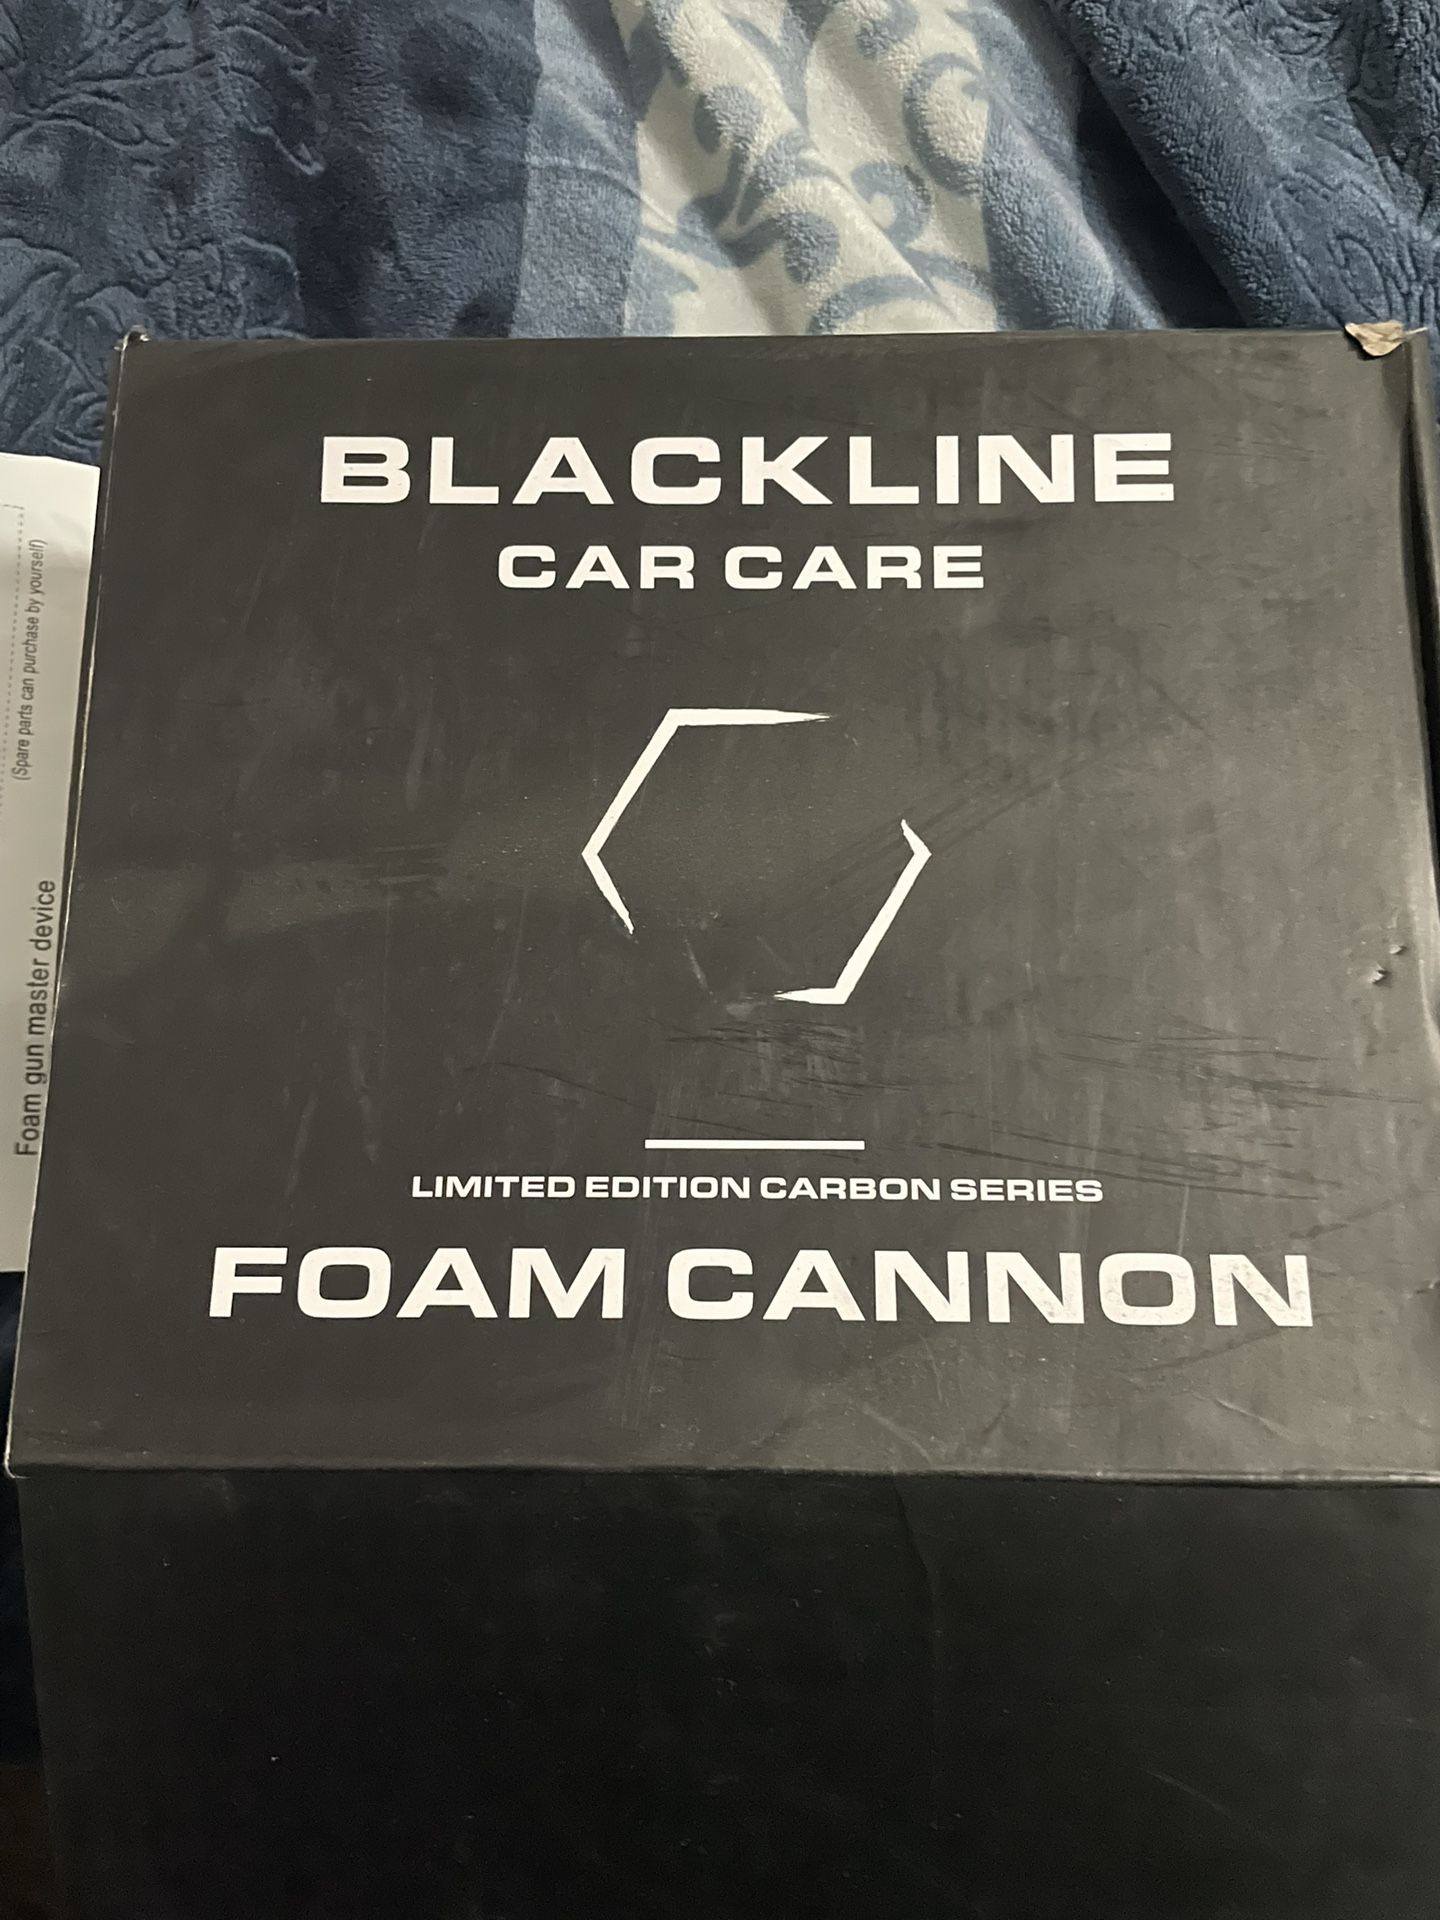 BLACKLINE
CAR CARE
LIMITED EDITION CARBON SERIES
FOAM CANNON
(Spare parts can purchase by yourself)
Foam gun master device